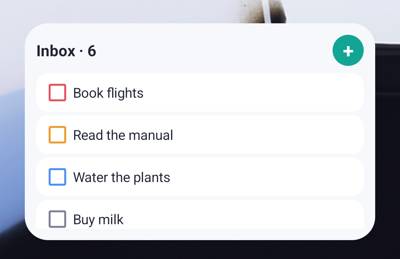 Inbox · 6
Book flights
Read the manual
Water the plants
Buy milk